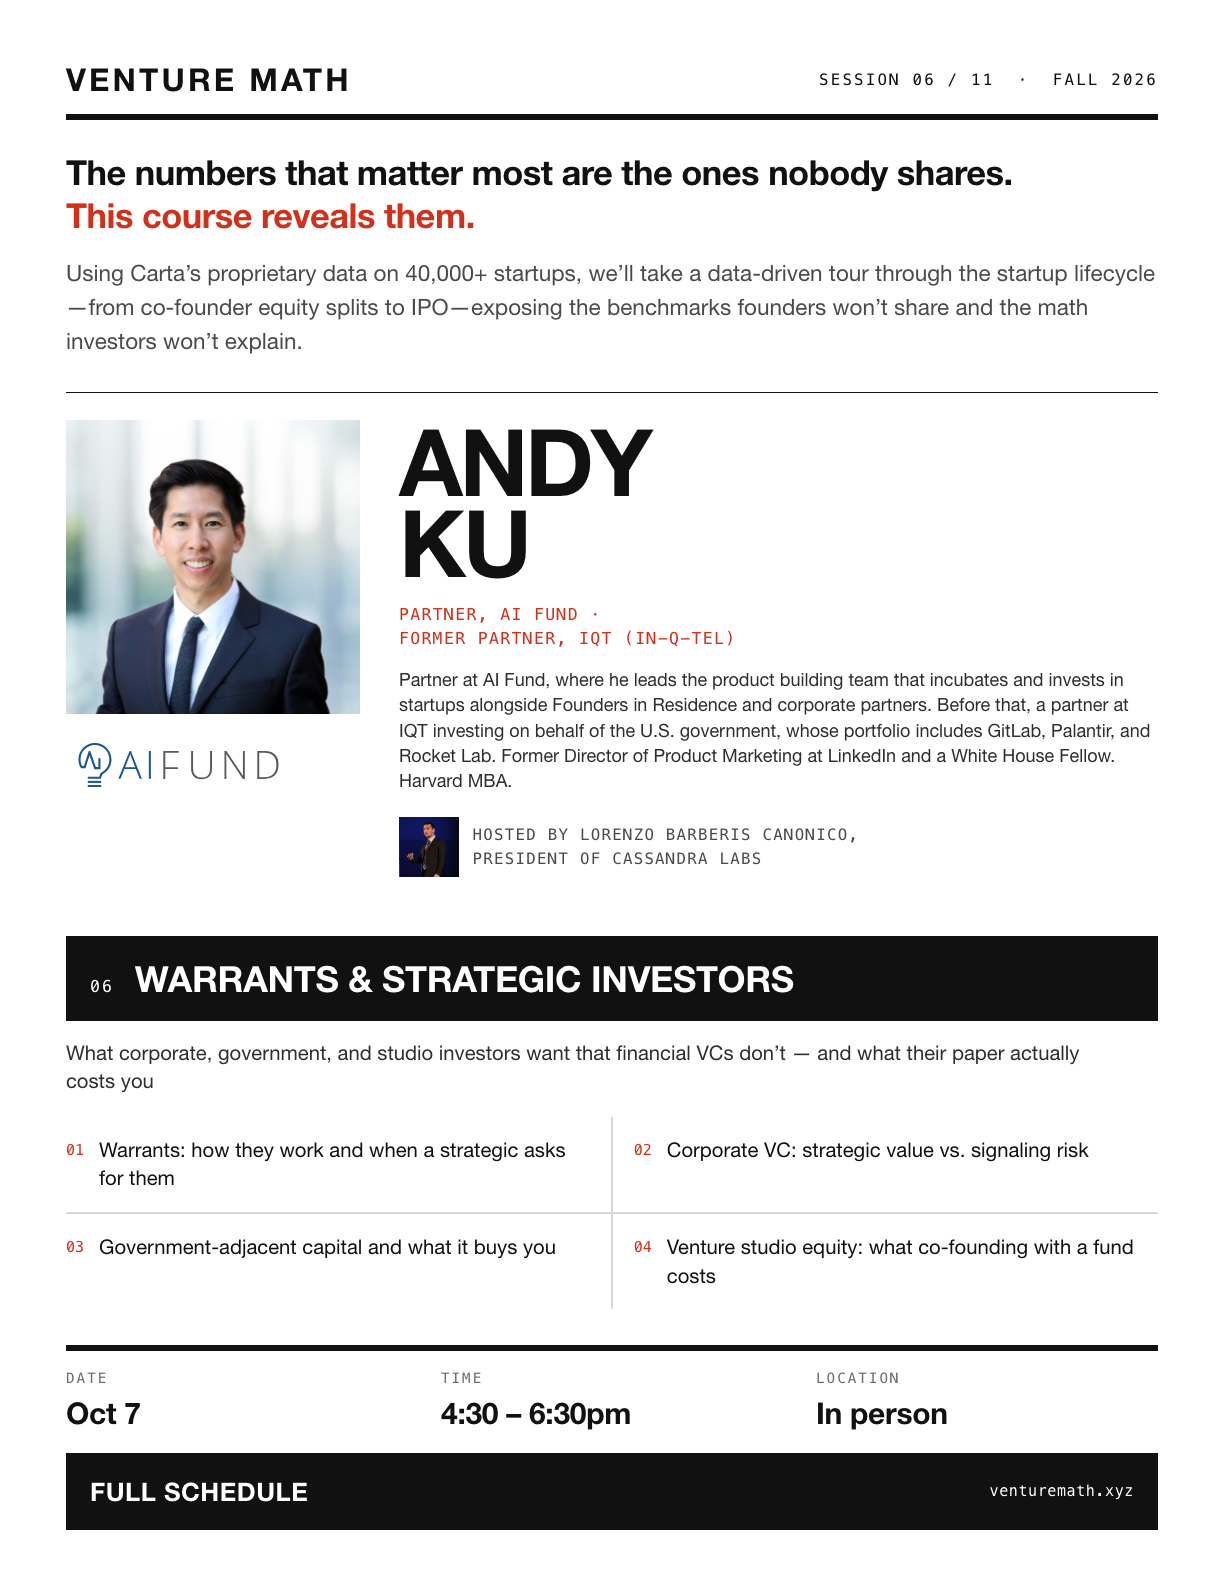 VENTURE MATH
SESSION 06 / 11 · FALL 2026
The numbers that matter most are the ones nobody shares.
This course reveals them.
Using Carta’s proprietary data on 40,000+ startups, we’ll take a data-driven tour through the startup lifecycle
—from co-founder equity splits to IPO—exposing the benchmarks founders won’t share and the math
investors won’t explain.
ANDY
KU
PARTNER, AI FUND ·
FORMER PARTNER, IQT (IN-Q-TEL)
Partner at AI Fund, where he leads the product building team that incubates and invests in
startups alongside Founders in Residence and corporate partners. Before that, a partner at
IQT investing on behalf of the U.S. government, whose portfolio includes GitLab, Palantir, and
Rocket Lab. Former Director of Product Marketing at LinkedIn and a White House Fellow.
Harvard MBA.
AI FUND
HOSTED BY LORENZO BARBERIS CANONICO,
PRESIDENT OF CASSANDRA LABS
06 WARRANTS & STRATEGIC INVESTORS
What corporate, government, and studio investors want that financial VCs don’t — and what their paper actually
costs you
01 Warrants: how they work and when a strategic asks
for them
02 Corporate VC: strategic value vs. signaling risk
03 Government-adjacent capital and what it buys you
04 Venture studio equity: what co-founding with a fund
costs
DATE
Oct 7
TIME
4:30 – 6:30pm
LOCATION
In person
FULL SCHEDULE
venturemath.xyz